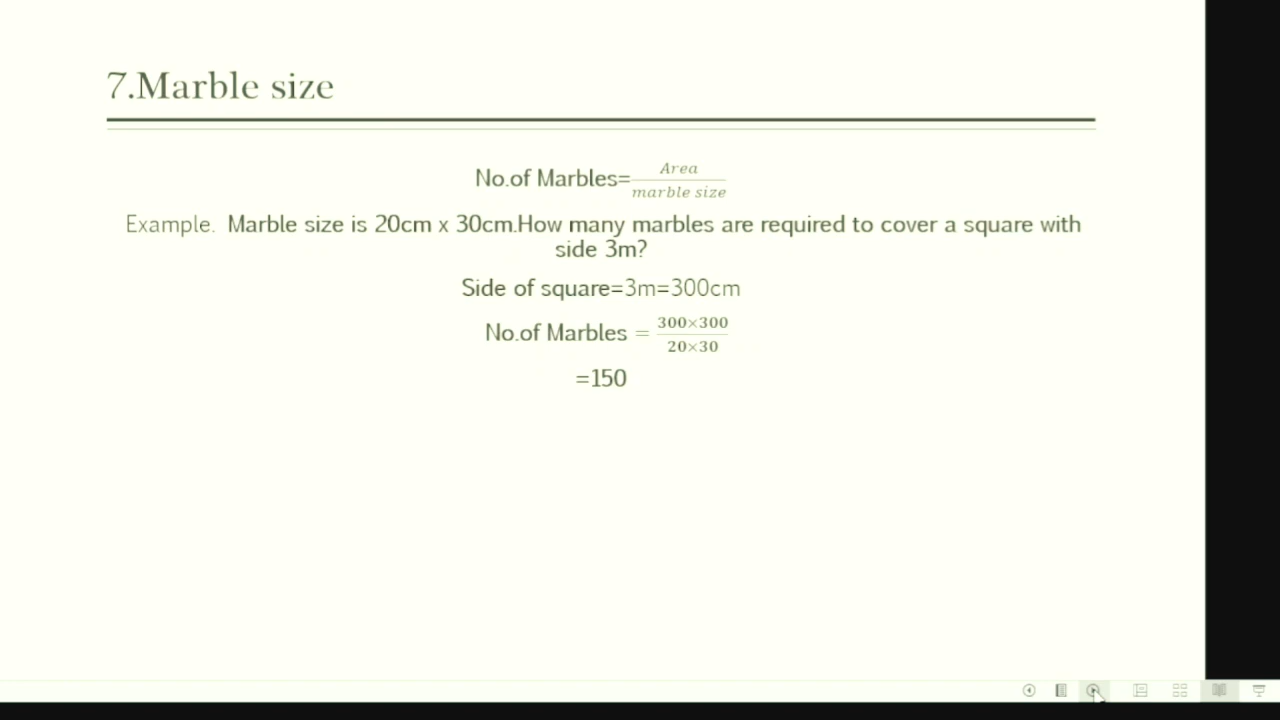 7.Marble size
No.of Marbles=Area/marble size
Example. Marble size is 20cm x 30cm.How many marbles are required to cover a square with
side 3m?
Side of square=3m=300cm
No.of Marbles = 300×300/20×30
=150